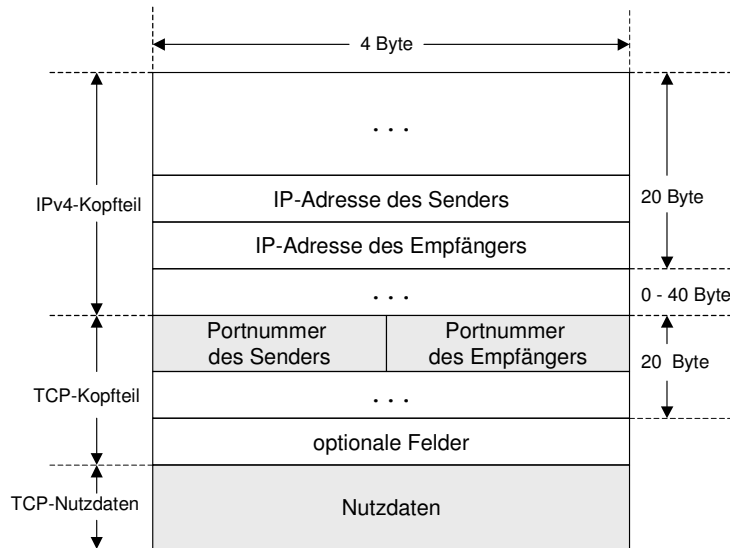 4 Byte
. . .
IP-Adresse des Senders
IPv4-Kopfteil
20 Byte
IP-Adresse des Empfängers
. . .
0 - 40 Byte
Portnummer
des Senders
Portnummer
des Empfängers
20 Byte
TCP-Kopfteil
. . .
optionale Felder
TCP-Nutzdaten
Nutzdaten